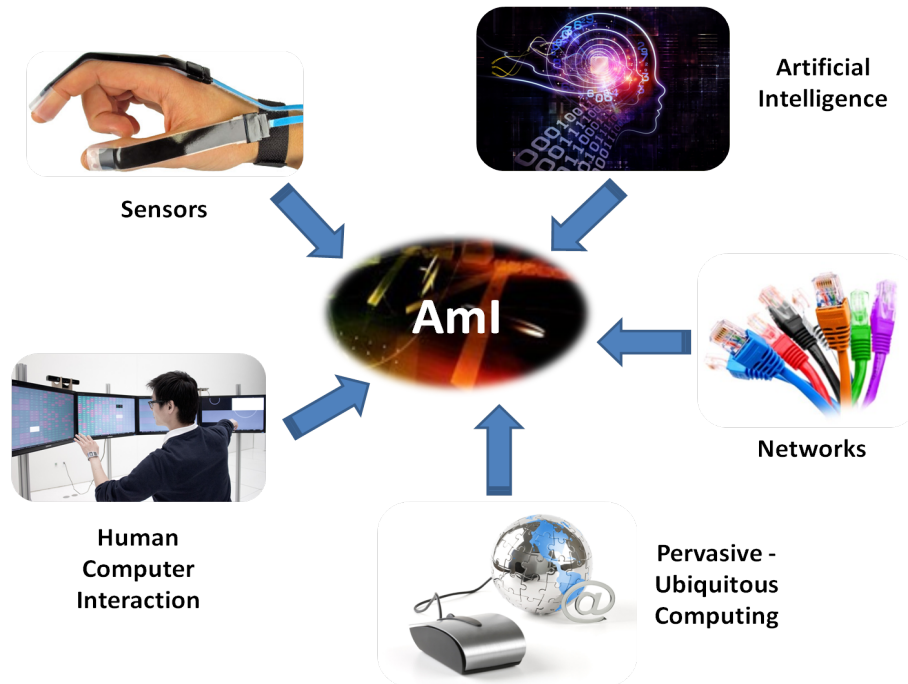 Artificial
Intelligence
Sensors
AmI
Networks
Human
Computer
Interaction
Pervasive -
Ubiquitous
Computing
@